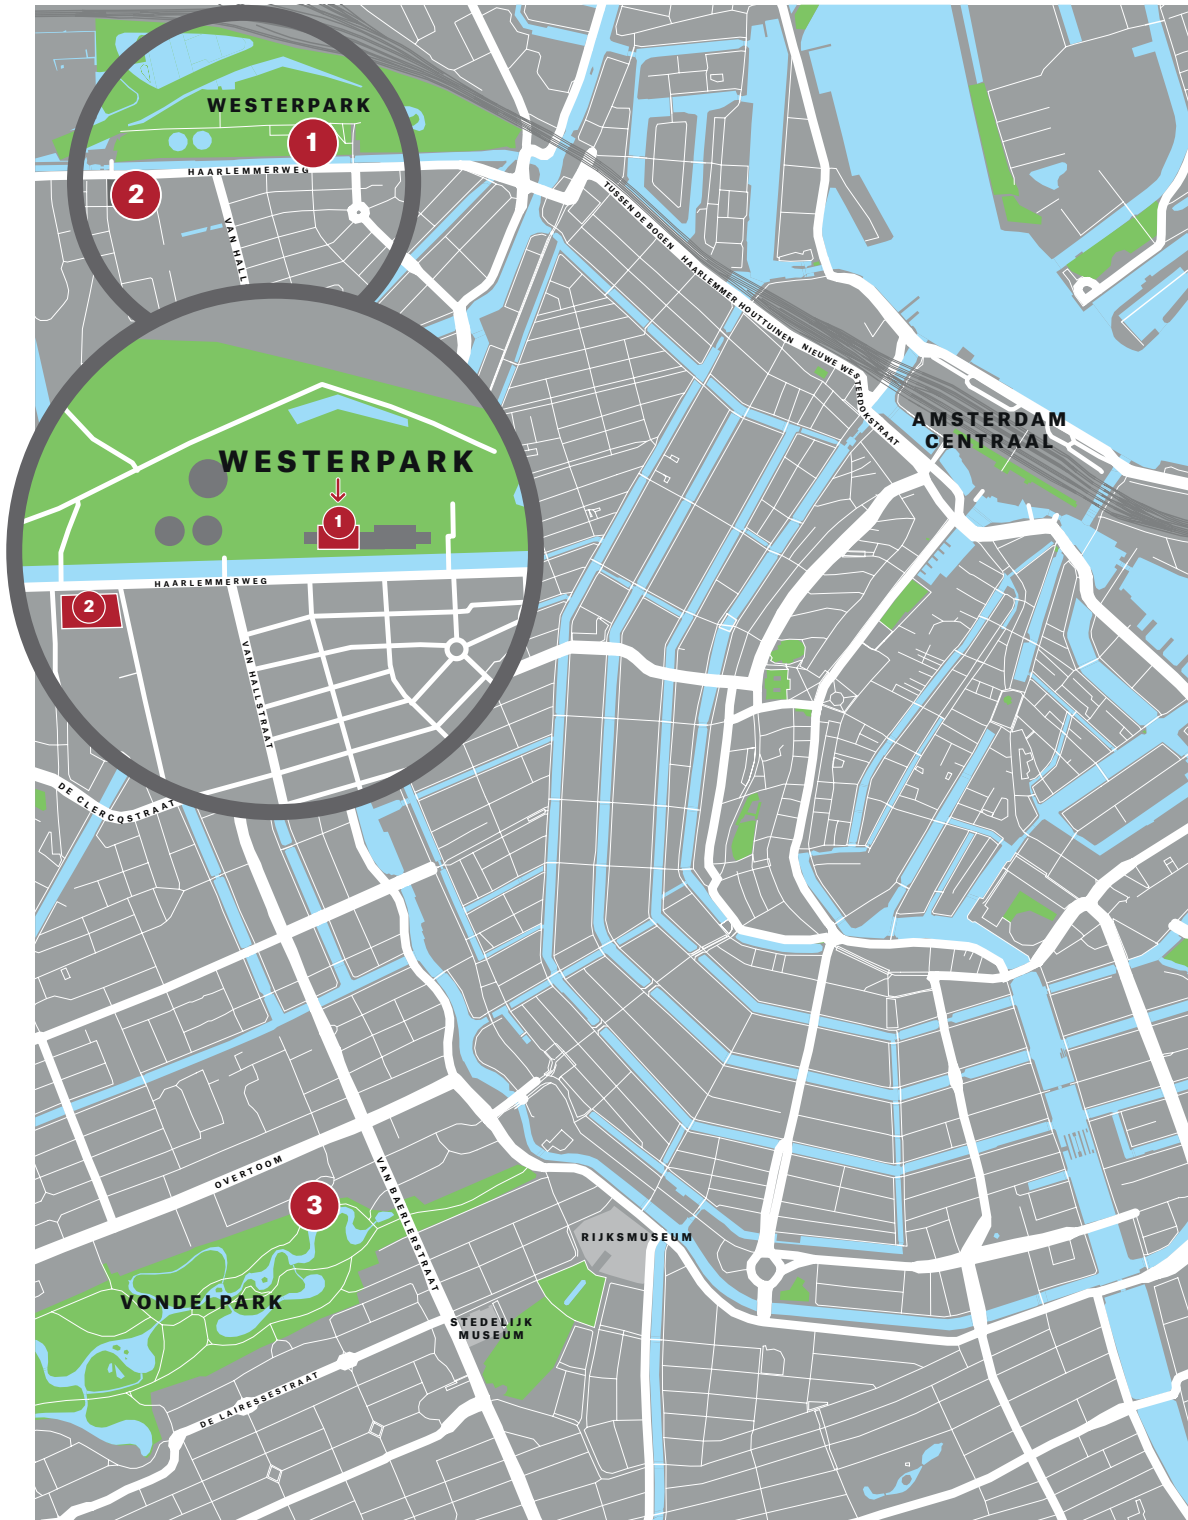 WESTERPARK
1
HAARLEMMERWEG
2
VAN HALL
TUSSEN DE BOGEN
HAARLEMMER HOUTTUINEN
NIEUWE WESTERDOKSTRAAT
AMSTERDAM
CENTRAAL
WESTERPARK
1
HAARLEMMERWEG
2
VAN HALLSTRAAT
DE CLERCQSTRAAT
OVERTOOM
VAN BAERLERSTRAAT
3
RIJKSMUSEUM
VONDELPARK
STEDELIJK
MUSEUM
DE LAIRESSESTRAAT